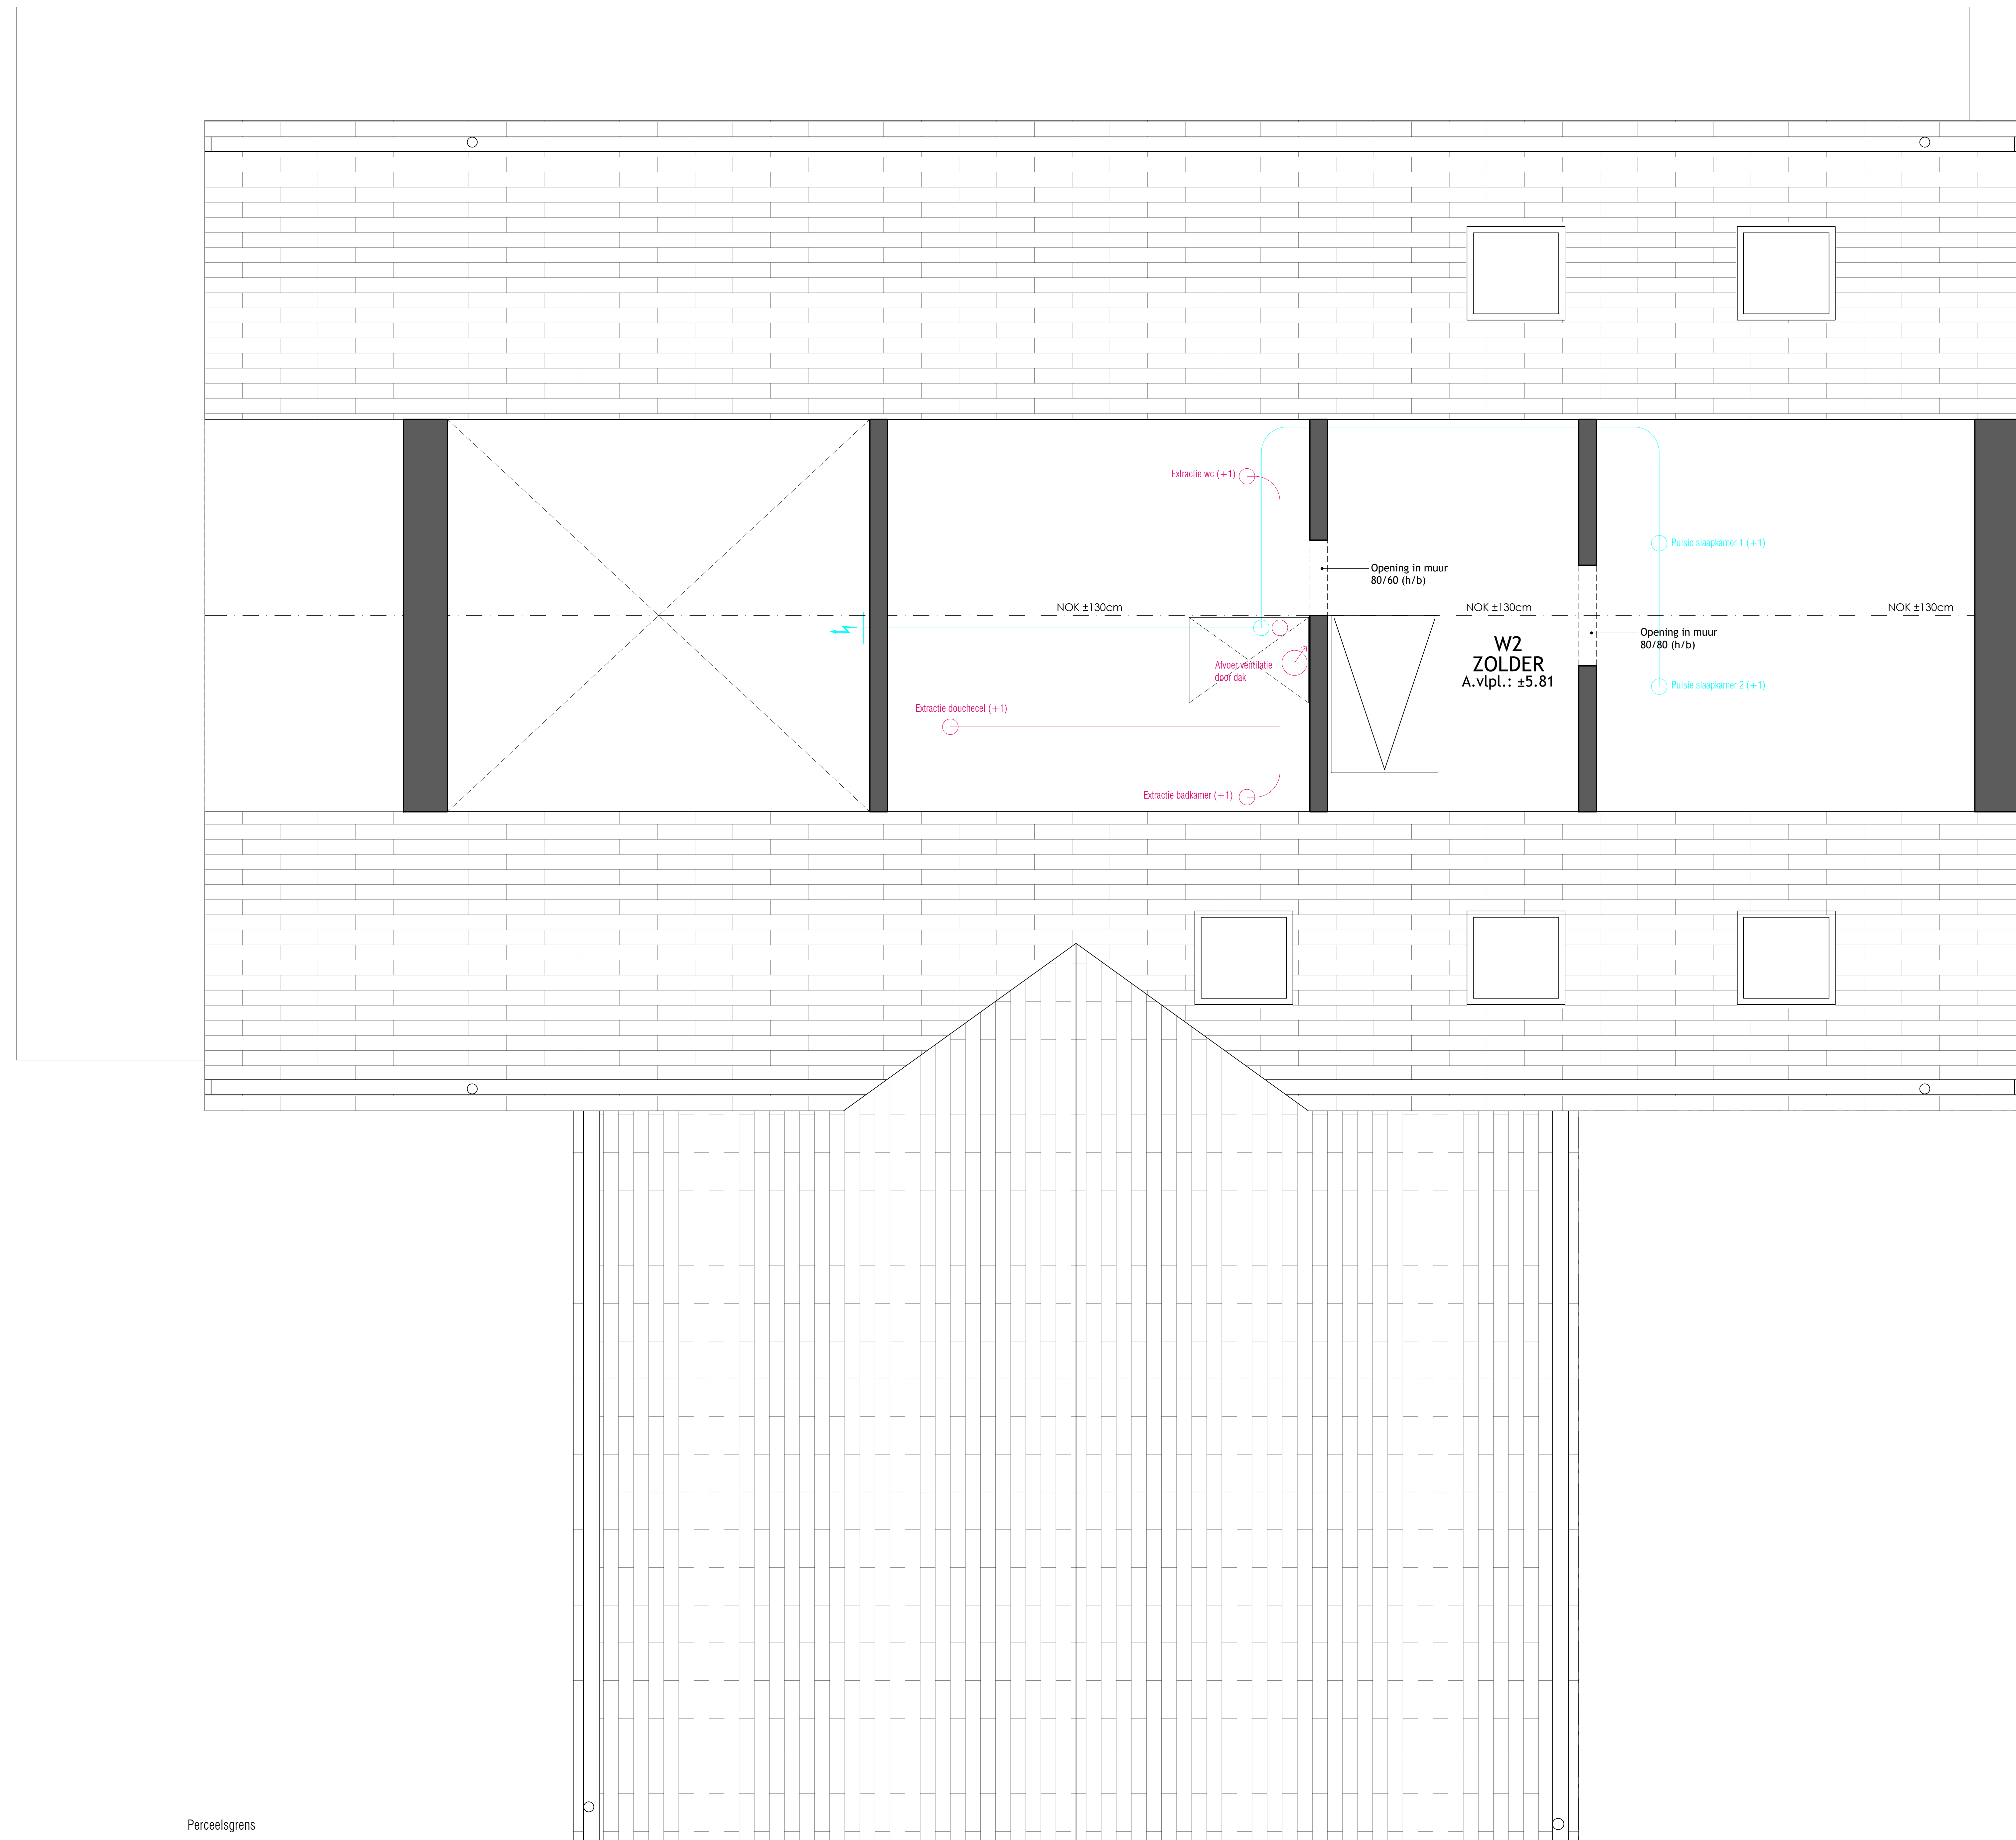 Extractie wc (+1)
Pulsie slaapkamer 1 (+1)
Opening in muur
80/60 (h/b)
NOK ±130cm
NOK ±130cm
NOK ±130cm
Opening in muur
80/80 (h/b)
W2
ZOLDER
A.vlpl.: ±5.81
Afvoer ventilatie
door dak
Pulsie slaapkamer 2 (+1)
Extractie douchecel (+1)
Extractie badkamer (+1)
Perceelsgrens